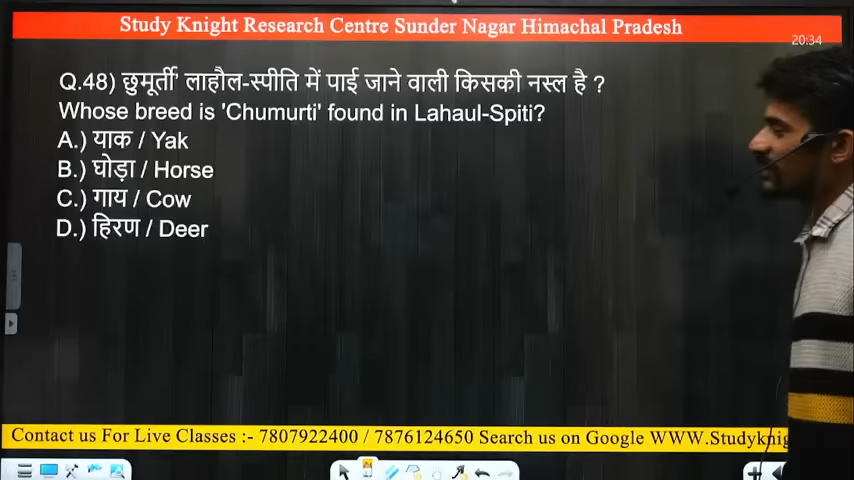 Study Knight Research Centre Sunder Nagar Himachal Pradesh
20:34
Q.48) छुमूर्ती' लाहौल-स्पीति में पाई जाने वाली किसकी नस्ल है ?
Whose breed is 'Chumurti' found in Lahaul-Spiti?
A.) याक / Yak
B.) घोड़ा / Horse
C.) गाय / Cow
D.) हिरण / Deer
Contact us For Live Classes :- 7807922400 / 7876124650 Search us on Google WWW.Studyknig